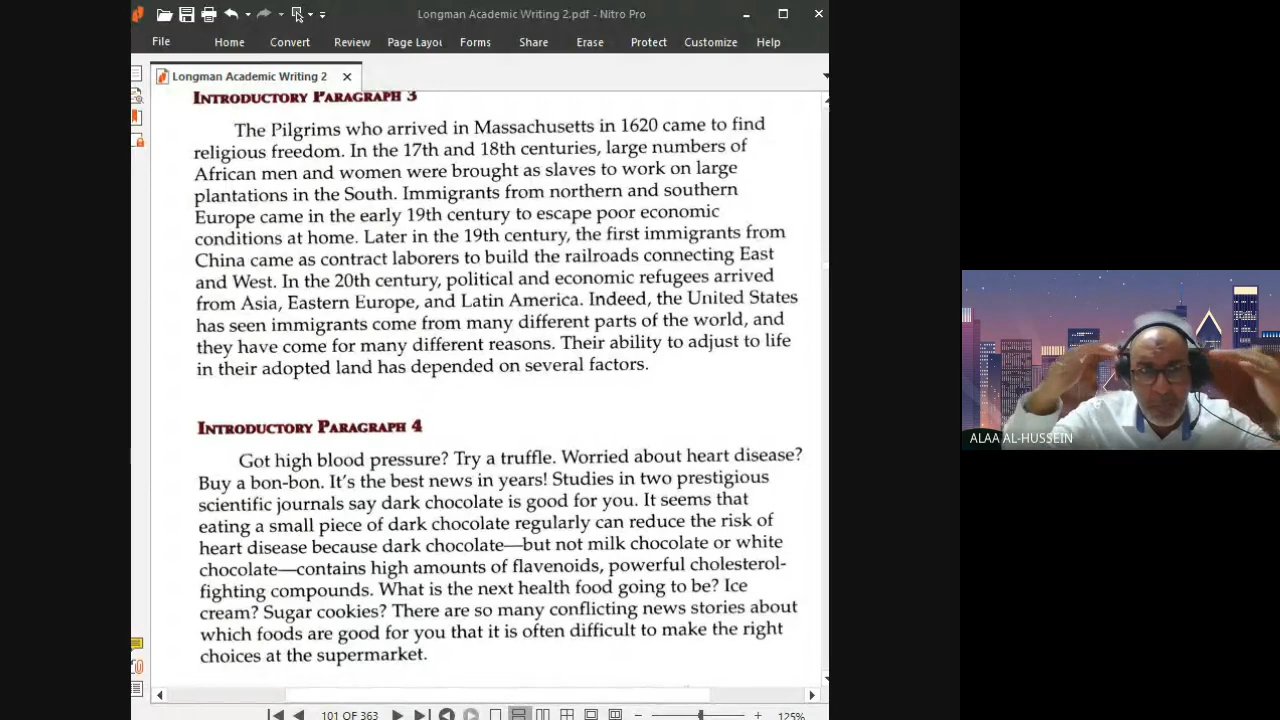 Longman Academic Writing 2.pdf - Nitro Pro
File Home Convert Review Page Layou Forms Share Erase Protect Customize Help
Longman Academic Writing 2
INTRODUCTORY PARAGRAPH 3
The Pilgrims who arrived in Massachusetts in 1620 came to find
religious freedom. In the 17th and 18th centuries, large numbers of
African men and women were brought as slaves to work on large
plantations in the South. Immigrants from northern and southern
Europe came in the early 19th century to escape poor economic
conditions at home. Later in the 19th century, the first immigrants from
China came as contract laborers to build the railroads connecting East
and West. In the 20th century, political and economic refugees arrived
from Asia, Eastern Europe, and Latin America. Indeed, the United States
has seen immigrants come from many different parts of the world, and
they have come for many different reasons. Their ability to adjust to life
in their adopted land has depended on several factors.
INTRODUCTORY PARAGRAPH 4
Got high blood pressure? Try a truffle. Worried about heart disease?
Buy a bon-bon. It's the best news in years! Studies in two prestigious
scientific journals say dark chocolate is good for you. It seems that
eating a small piece of dark chocolate regularly can reduce the risk of
heart disease because dark chocolate—but not milk chocolate or white
chocolate—contains high amounts of flavenoids, powerful cholesterol-
fighting compounds. What is the next health food going to be? Ice
cream? Sugar cookies? There are so many conflicting news stories about
which foods are good for you that it is often difficult to make the right
choices at the supermarket.
101 OF 363
125%
ALAA AL-HUSSEIN